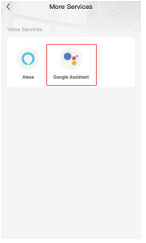 More Services
Voice Services
Alexa Google Assistant